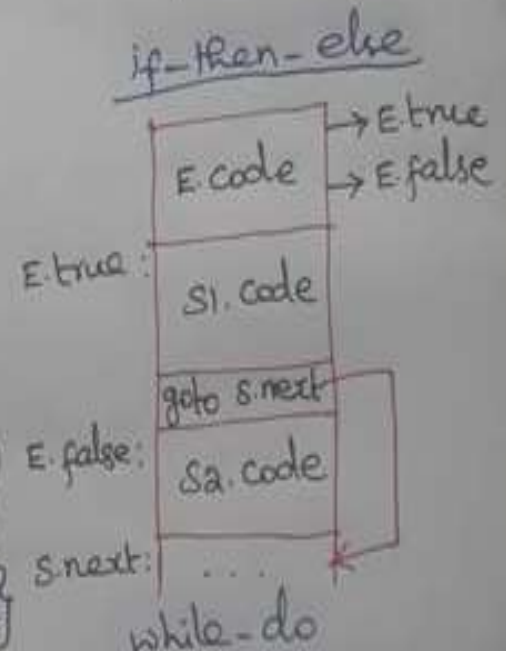 if-then-else
→ E.true
E.code → E.false
E.true:
S1.code
goto S.next
E.false:
S2.code
S.next: ....
while-do